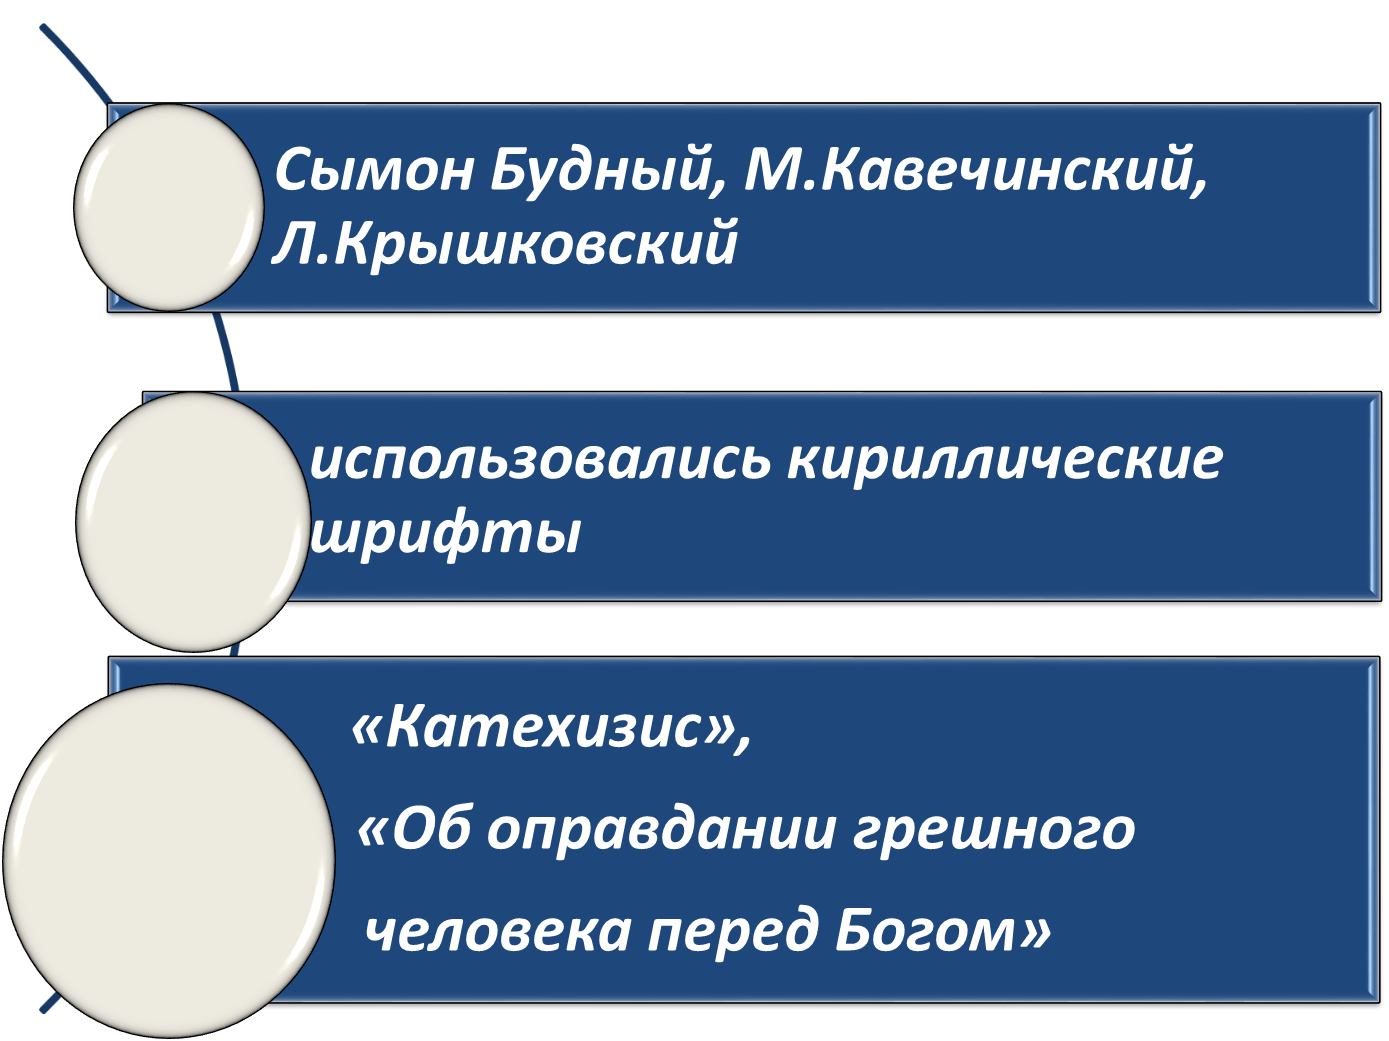 Сымон Будный, М.Кавечинский,
Л.Крышковский
использовались кириллические
шрифты
«Катехизис»,
«Об оправдании грешного
человека перед Богом»